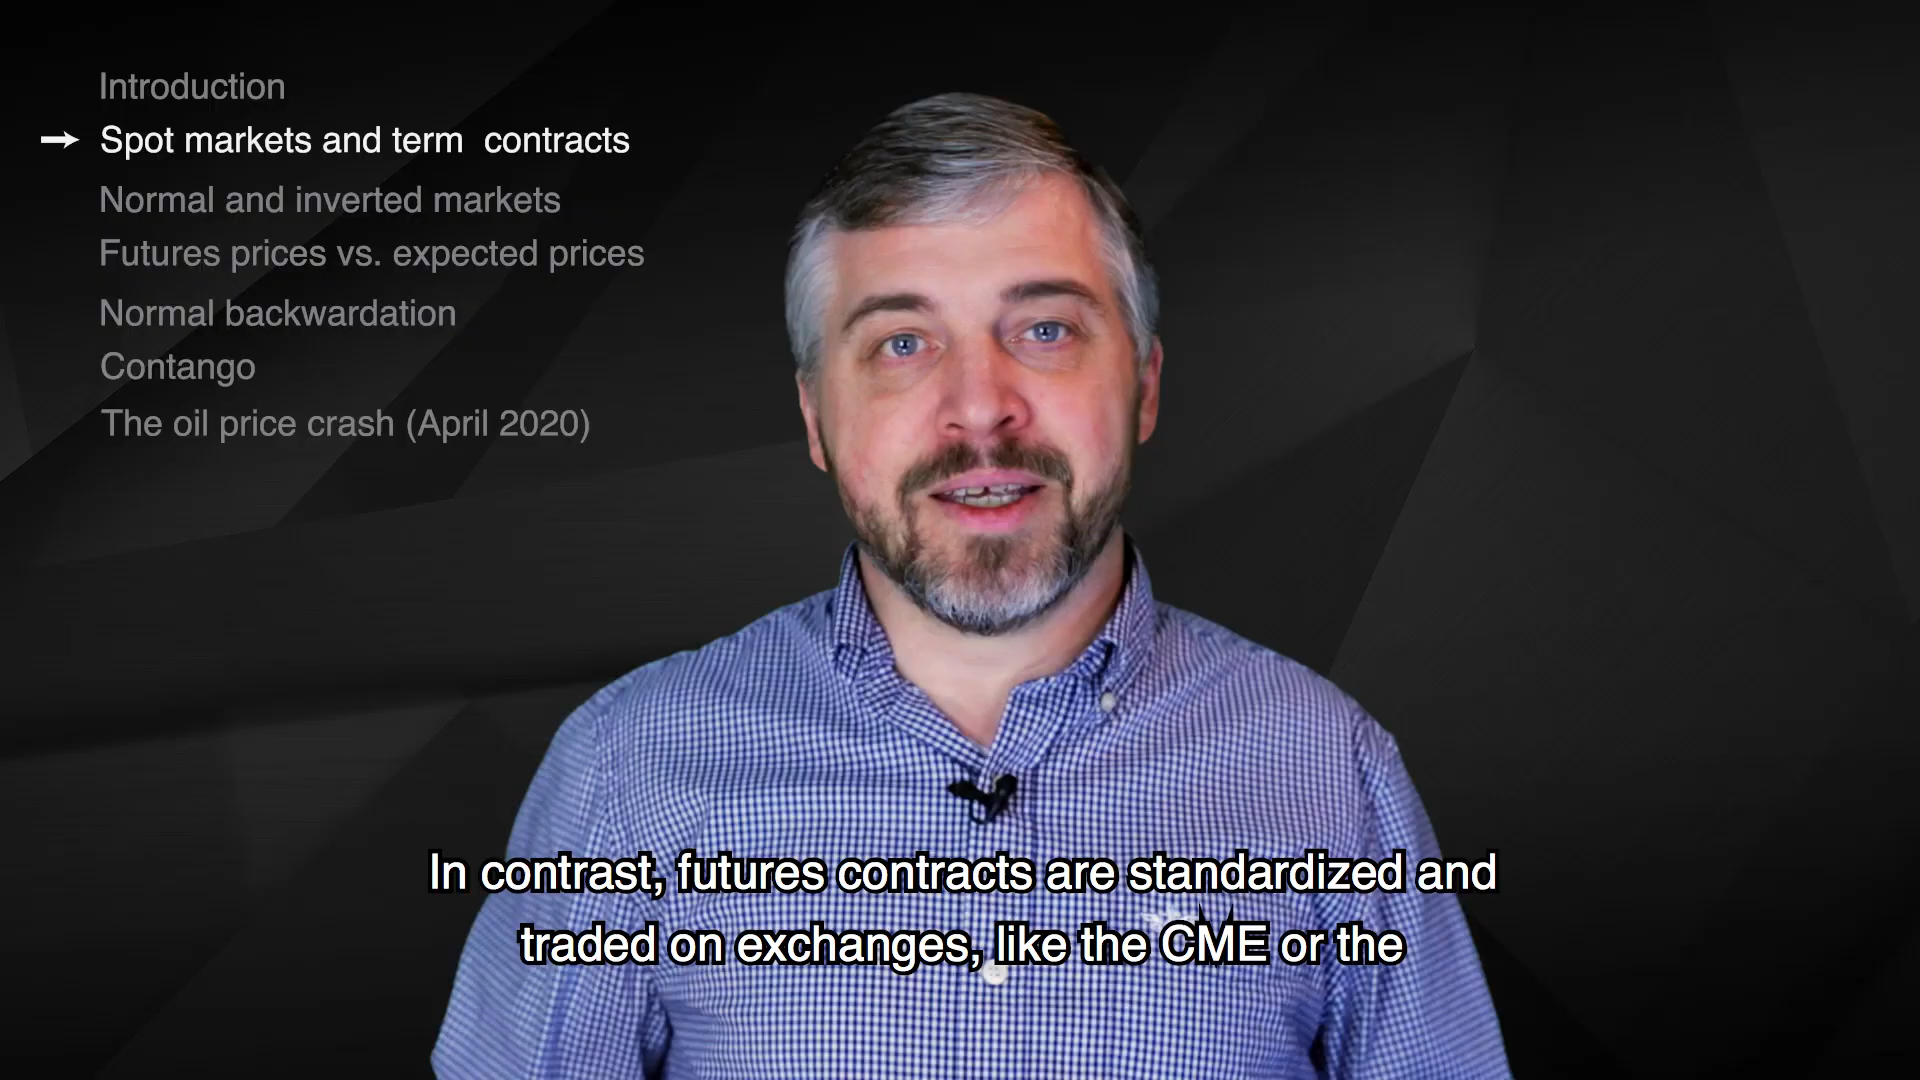 Introduction
→ Spot markets and term contracts
Normal and inverted markets
Futures prices vs. expected prices
Normal backwardation
Contango
The oil price crash (April 2020)
In contrast, futures contracts are standardized and
traded on exchanges, like the CME or the